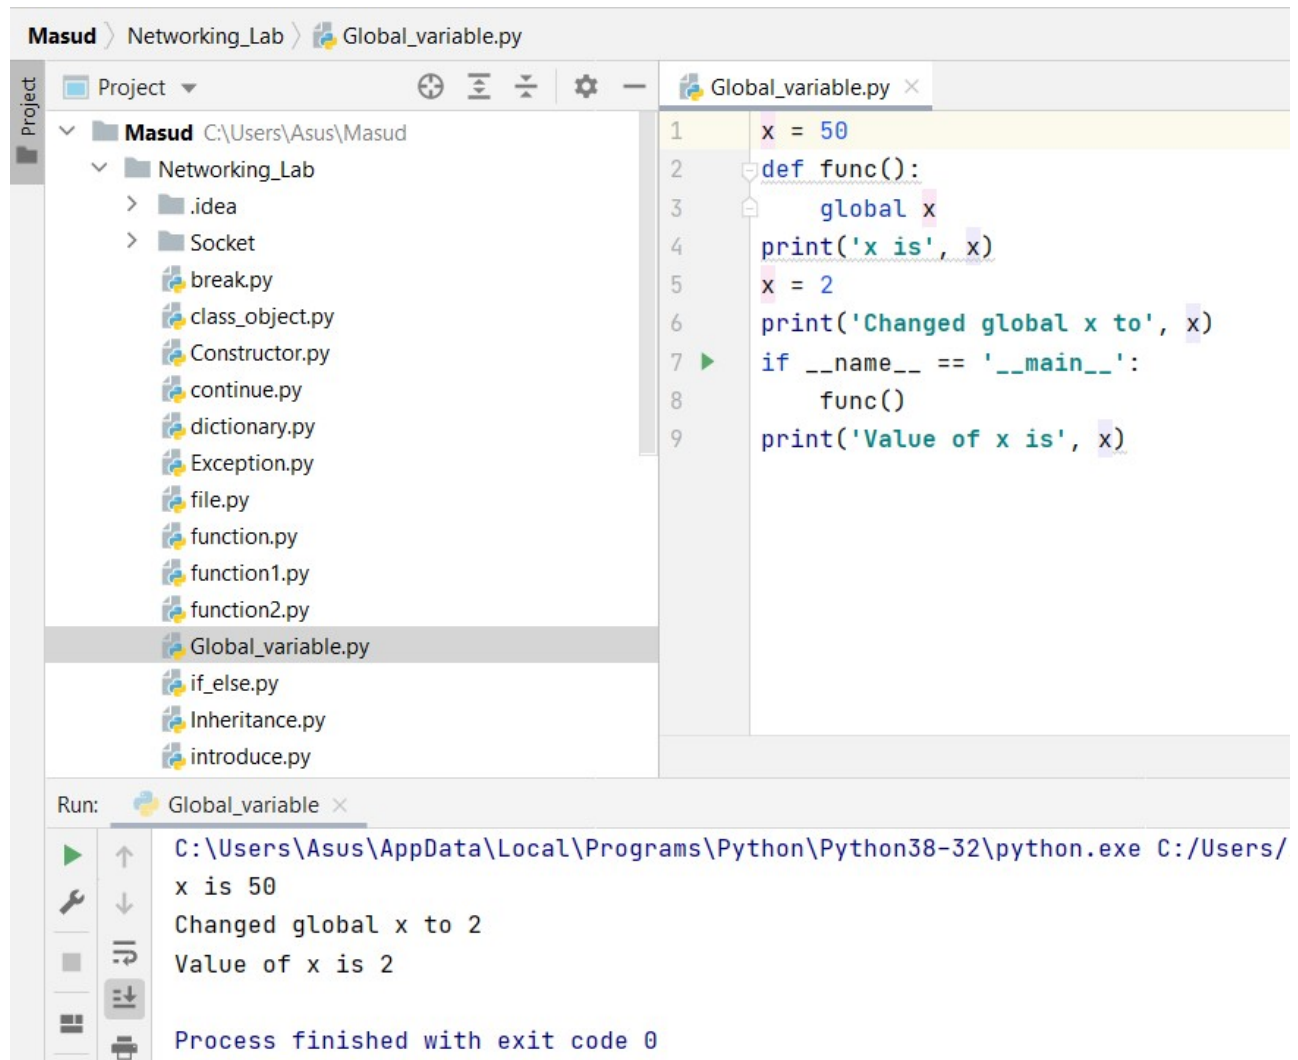 Masud Networking_Lab Global_variable.py
Project
Project
Global_variable.py
Masud C:\Users\Asus\Masud
Networking_Lab
.idea
Socket
break.py
class_object.py
Constructor.py
continue.py
dictionary.py
Exception.py
file.py
function.py
function1.py
function2.py
Global_variable.py
if_else.py
Inheritance.py
introduce.py
1 x = 50
2 def func():
3 global x
4 print('x is', x)
5 x = 2
6 print('Changed global x to', x)
7 if __name__ == '__main__':
8 func()
9 print('Value of x is', x)
Run: Global_variable
C:\Users\Asus\AppData\Local\Programs\Python\Python38-32\python.exe C:/Users/
x is 50
Changed global x to 2
Value of x is 2
Process finished with exit code 0